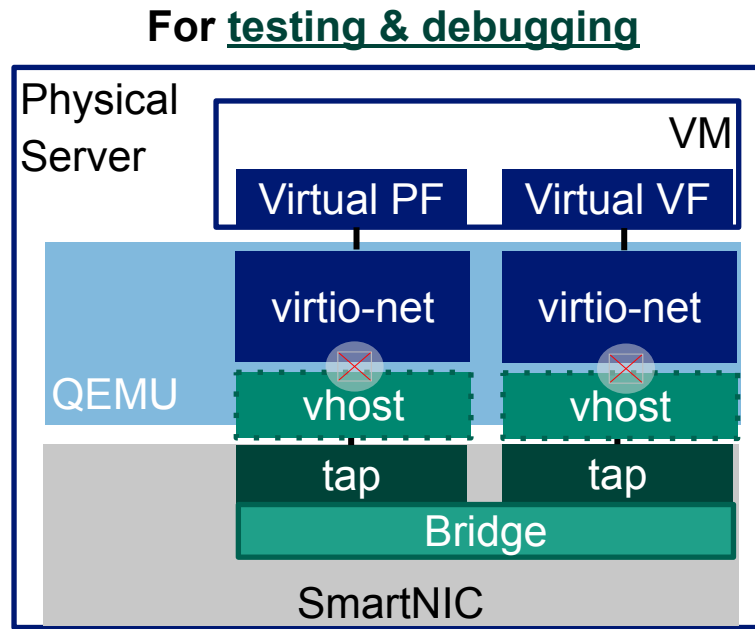 For testing & debugging
Physical
Server
VM
Virtual PF
Virtual VF
virtio-net
virtio-net
QEMU
vhost
vhost
tap
tap
Bridge
SmartNIC